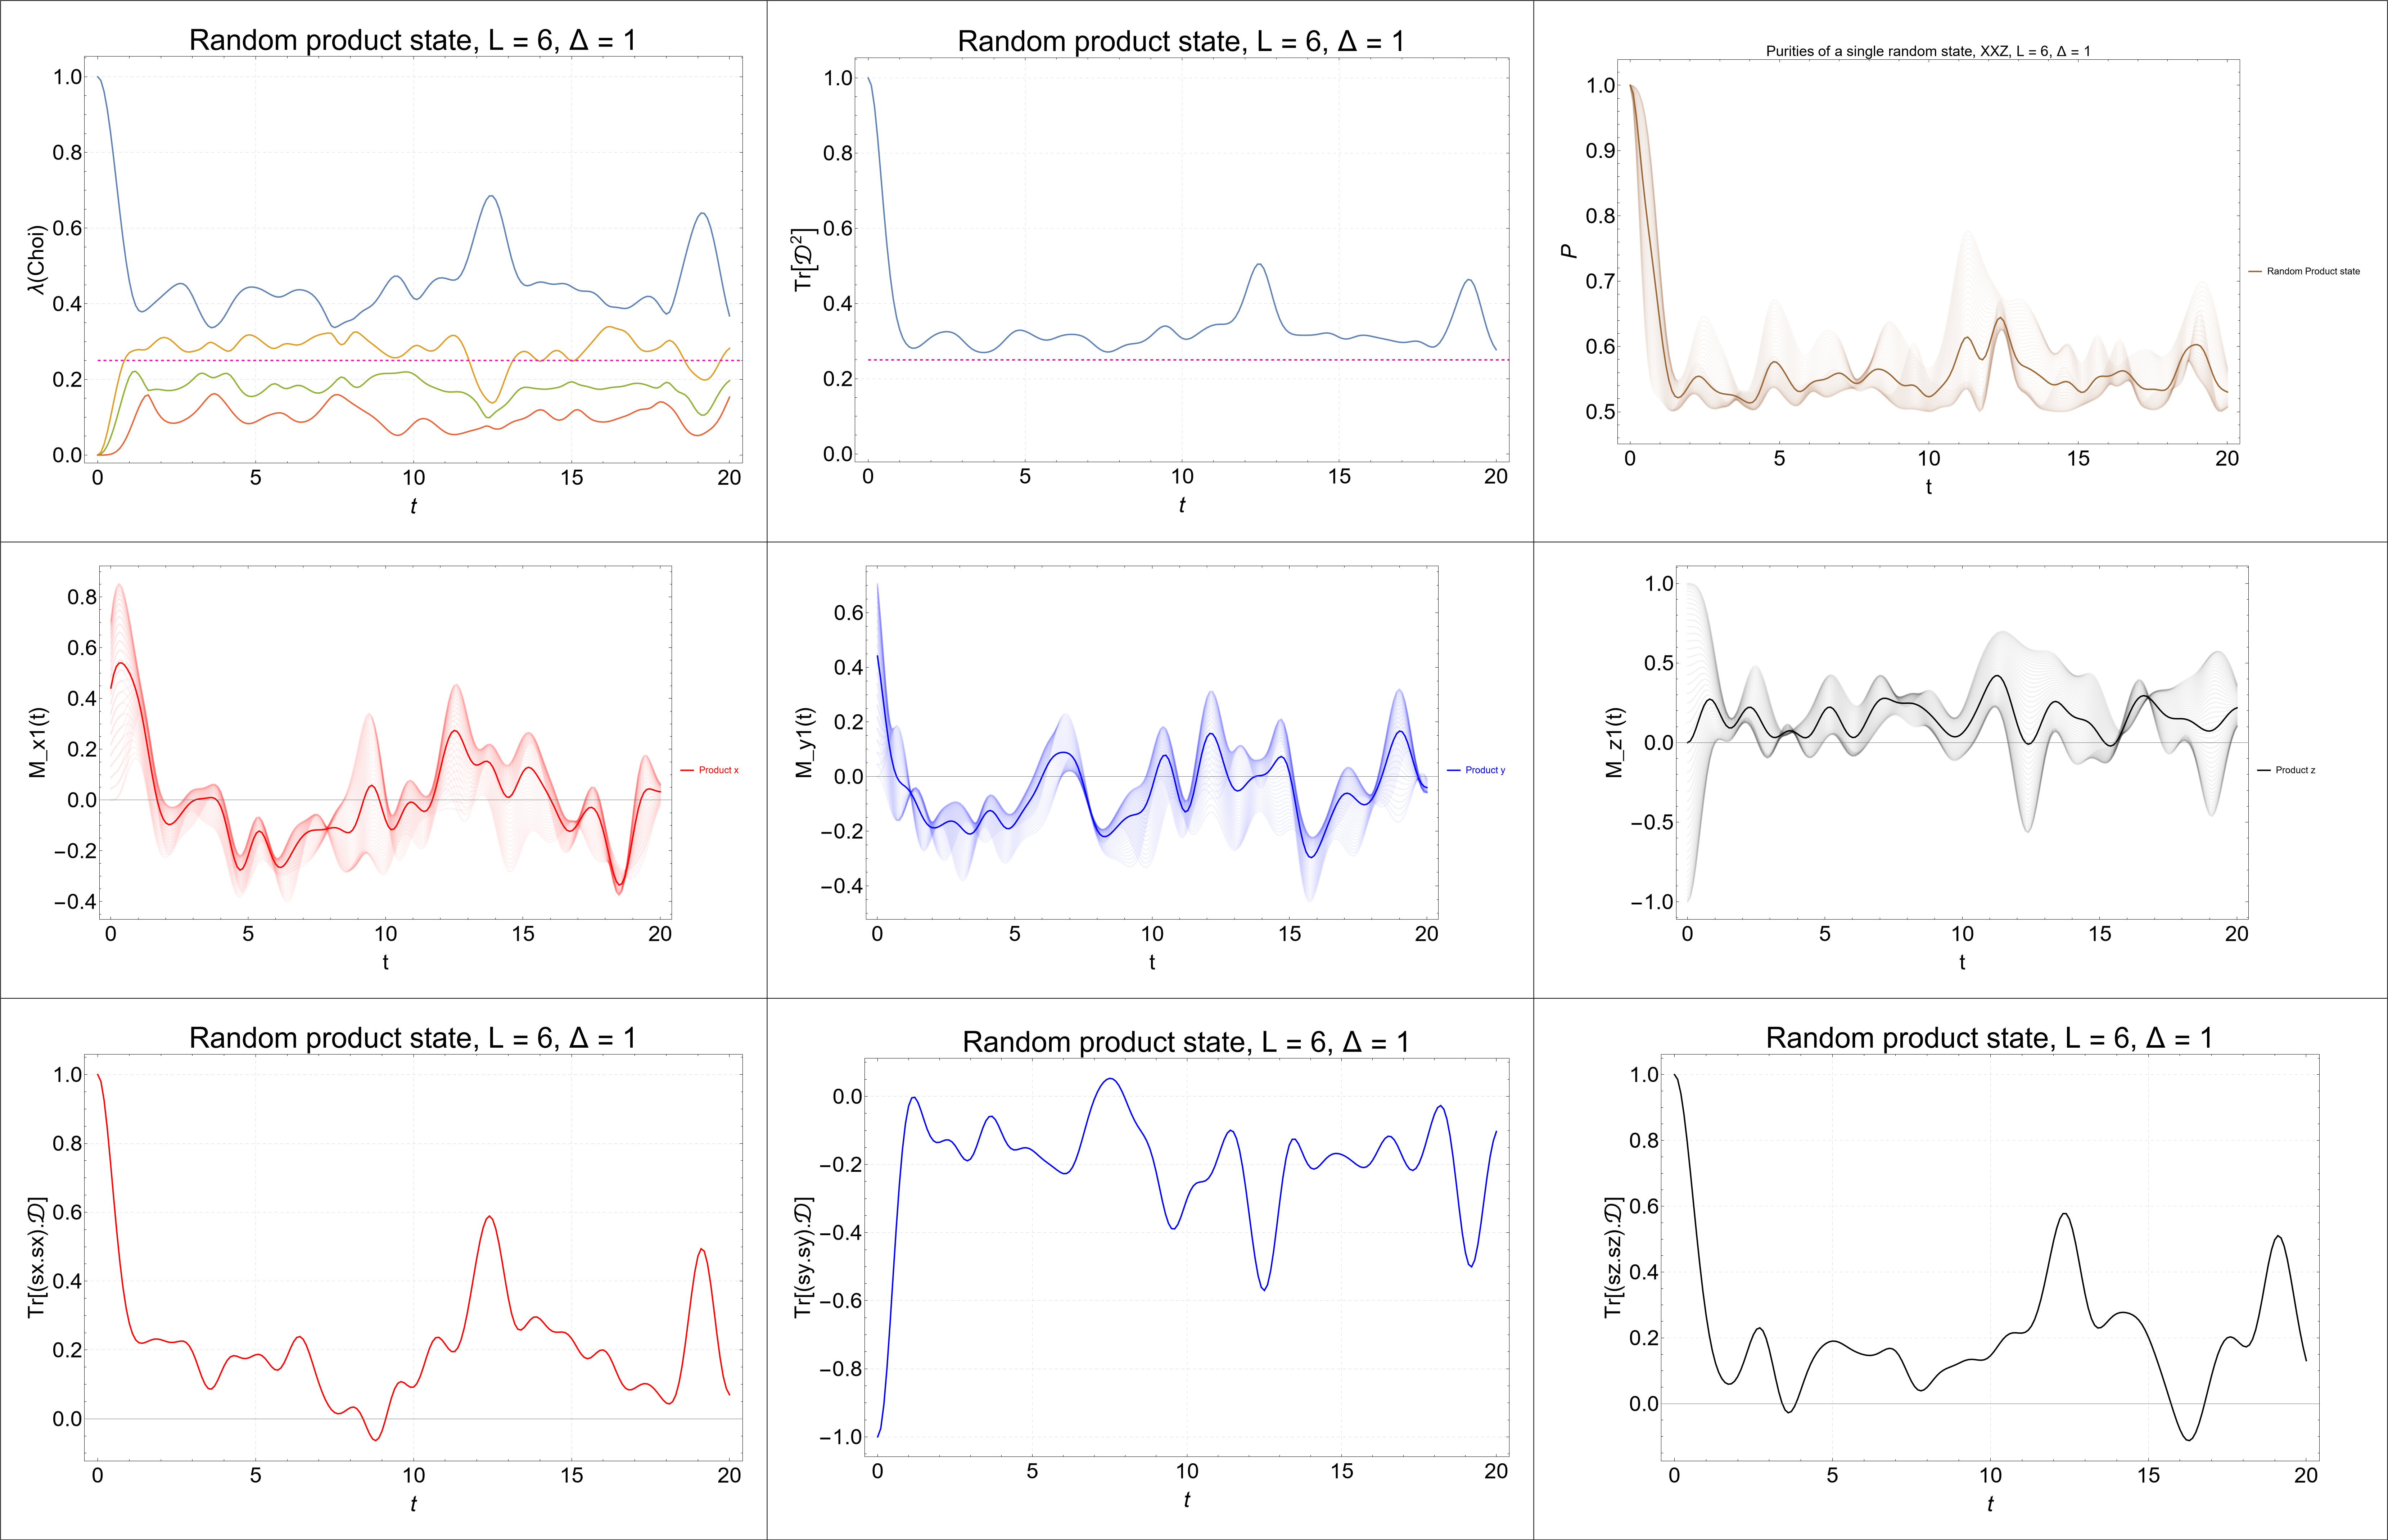 Random product state, L = 6, Δ = 1
λ(Choi)
1.0
0.8
0.6
0.4
0.2
0.0
0 5 10 15 20
t
Random product state, L = 6, Δ = 1
Tr[𝒟²]
1.0
0.8
0.6
0.4
0.2
0.0
0 5 10 15 20
t
Purities of a single random state, XXZ, L = 6, Δ = 1
P
1.0
0.9
0.8
0.7
0.6
0.5
0 5 10 15 20
t
Random Product state
M_x1(t)
0.8
0.6
0.4
0.2
0.0
−0.2
−0.4
0 5 10 15 20
t
Product x
M_y1(t)
0.6
0.4
0.2
0.0
−0.2
−0.4
0 5 10 15 20
t
Product y
M_z1(t)
1.0
0.5
0.0
−0.5
−1.0
0 5 10 15 20
t
Product z
Random product state, L = 6, Δ = 1
Tr[(sx.sx).𝒟]
1.0
0.8
0.6
0.4
0.2
0.0
0 5 10 15 20
t
Random product state, L = 6, Δ = 1
Tr[(sy.sy).𝒟]
0.0
−0.2
−0.4
−0.6
−0.8
−1.0
0 5 10 15 20
t
Random product state, L = 6, Δ = 1
Tr[(sz.sz).𝒟]
1.0
0.8
0.6
0.4
0.2
0.0
0 5 10 15 20
t